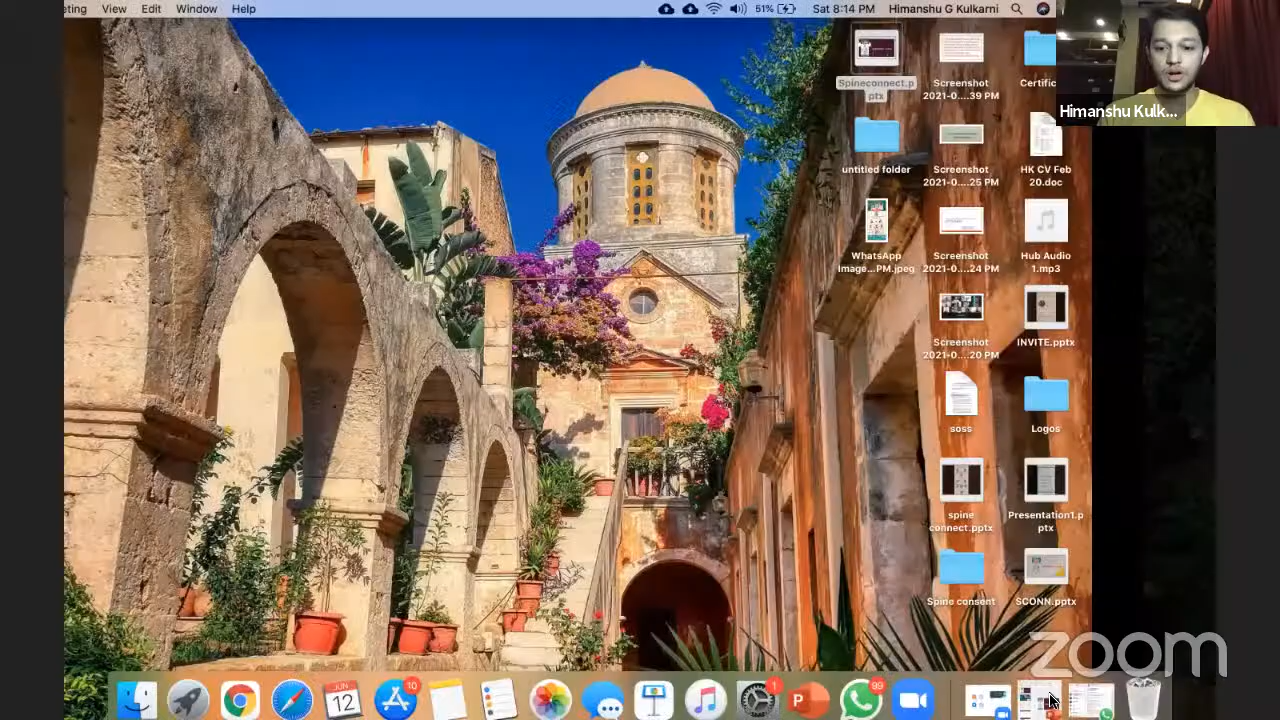 eting View Edit Window Help 51% Sat 8:14 PM Himanshu G Kulkarni
Himanshu Kulk...
Spineconnect.p
ptx
Screenshot
2021-0....39 PM
Certific
untitled folder
Screenshot
2021-0....25 PM
HK CV Feb
20.doc
WhatsApp
Image...PM.jpeg
Screenshot
2021-0....24 PM
Hub Audio
1.mp3
Screenshot
2021-0....20 PM
INVITE.pptx
soss
Logos
spine
connect.pptx
Presentation1.p
ptx
Spine consent
SCONN.pptx
zoom
JUN
12
10
1
P
99